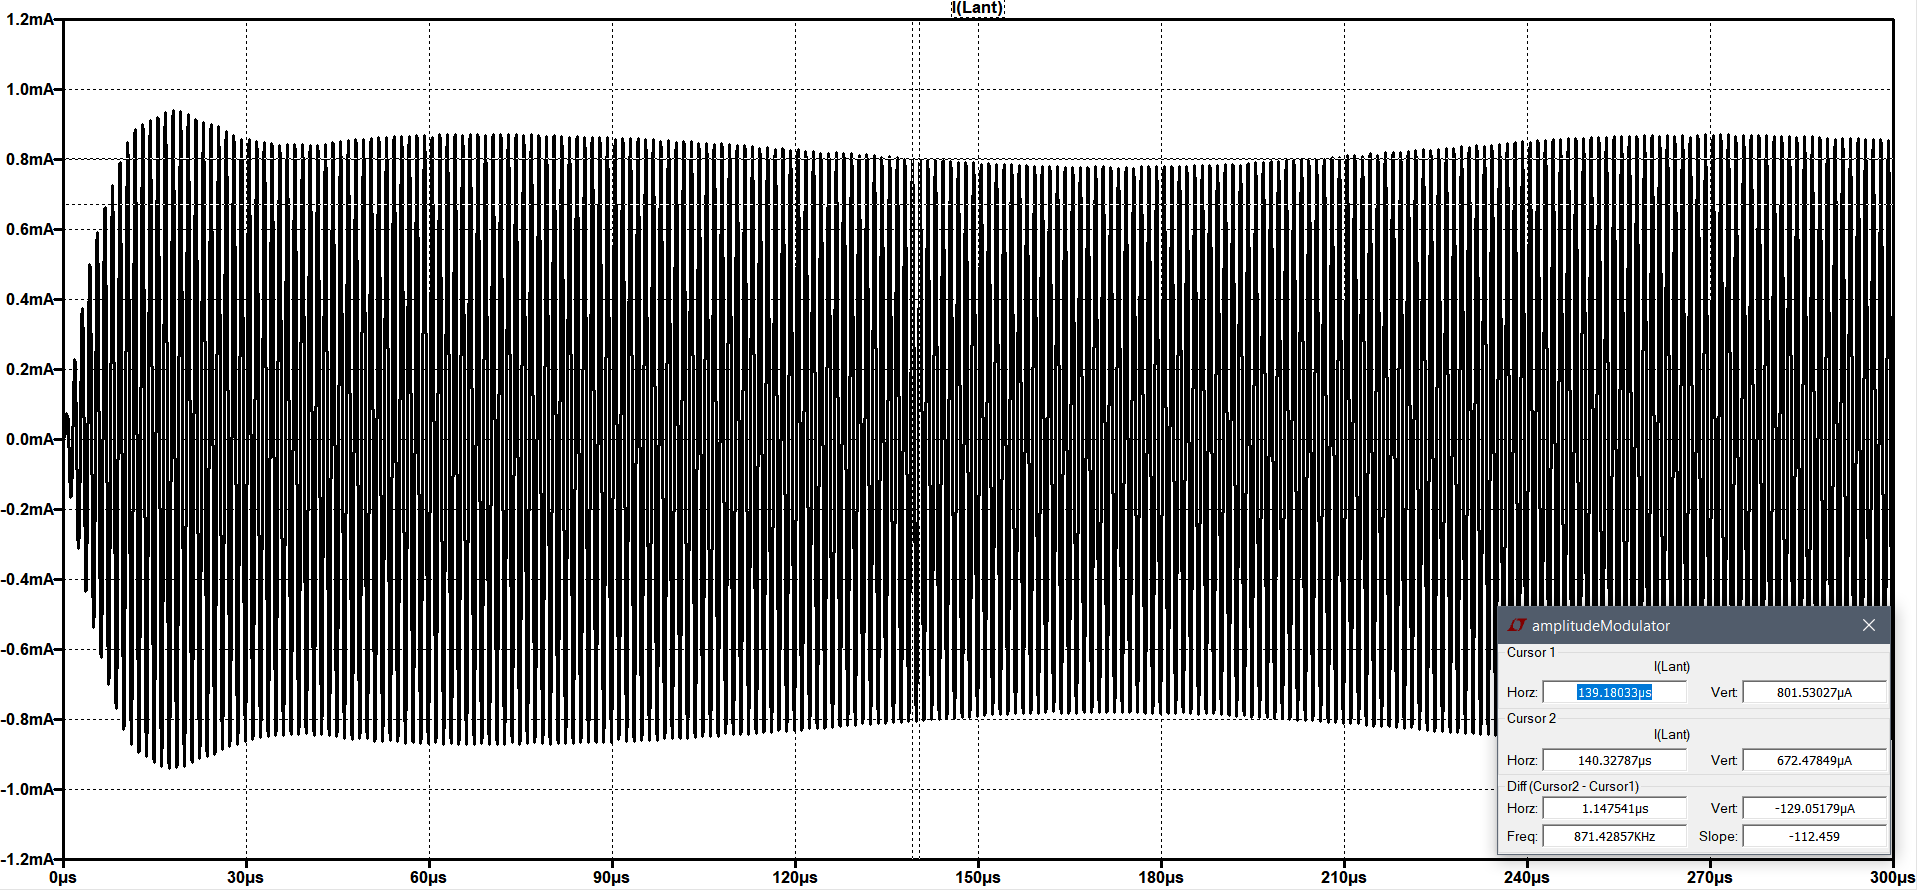 I(Lant)
1.2mA
1.0mA
0.8mA
0.6mA
0.4mA
0.2mA
0.0mA
-0.2mA
-0.4mA
-0.6mA
-0.8mA
-1.0mA
-1.2mA
0µs 30µs 60µs 90µs 120µs 150µs 180µs 210µs 240µs 270µs 300µs
amplitudeModulator
Cursor 1
I(Lant)
Horz: 139.18033µs Vert: 801.53027µA
Cursor 2
I(Lant)
Horz: 140.32787µs Vert: 672.47849µA
Diff (Cursor2 - Cursor1)
Horz: 1.147541µs Vert: -129.05179µA
Freq: 871.42857KHz Slope: -112.459